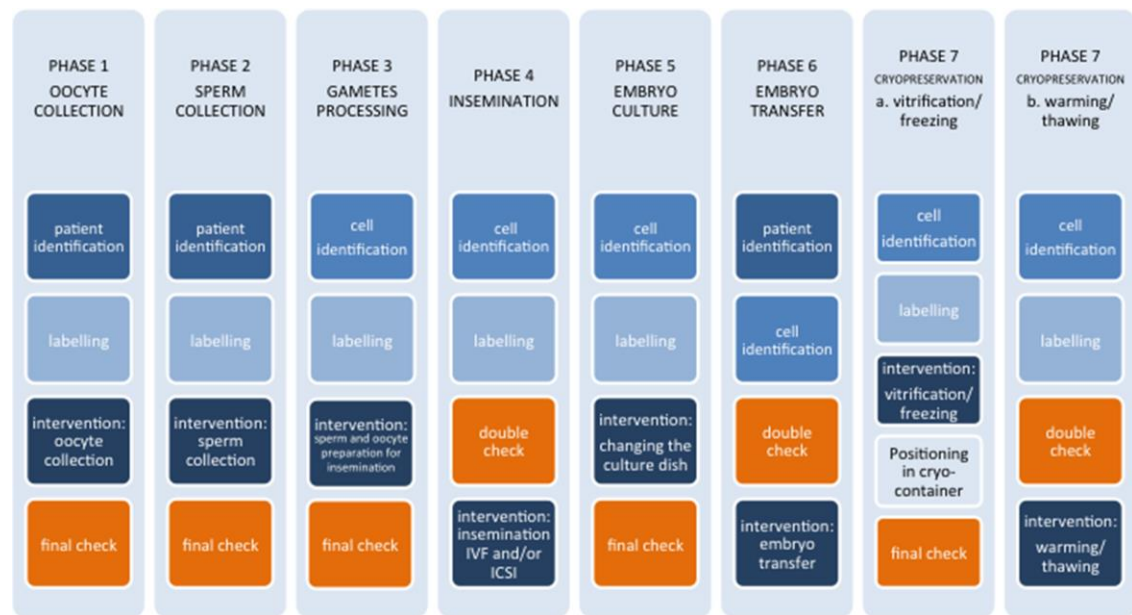 PHASE 1
OOCYTE
COLLECTION
patient
identification
labelling
intervention:
oocyte
collection
final check
PHASE 2
SPERM
COLLECTION
patient
identification
labelling
intervention:
sperm
collection
final check
PHASE 3
GAMETES
PROCESSING
cell
identification
labelling
intervention:
sperm and oocyte
preparation for
insemination
final check
PHASE 4
INSEMINATION
cell
identification
labelling
double
check
intervention:
insemination
IVF and/or
ICSI
PHASE 5
EMBRYO
CULTURE
cell
identification
labelling
intervention:
changing the
culture dish
final check
PHASE 6
EMBRYO
TRANSFER
patient
identification
cell
identification
double
check
intervention:
embryo
transfer
PHASE 7
CRYOPRESERVATION
a. vitrification/
freezing
cell
identification
labelling
intervention:
vitrification/
freezing
Positioning
in cryo-
container
final check
PHASE 7
CRYOPRESERVATION
b. warming/
thawing
cell
identification
labelling
double
check
intervention:
warming/
thawing